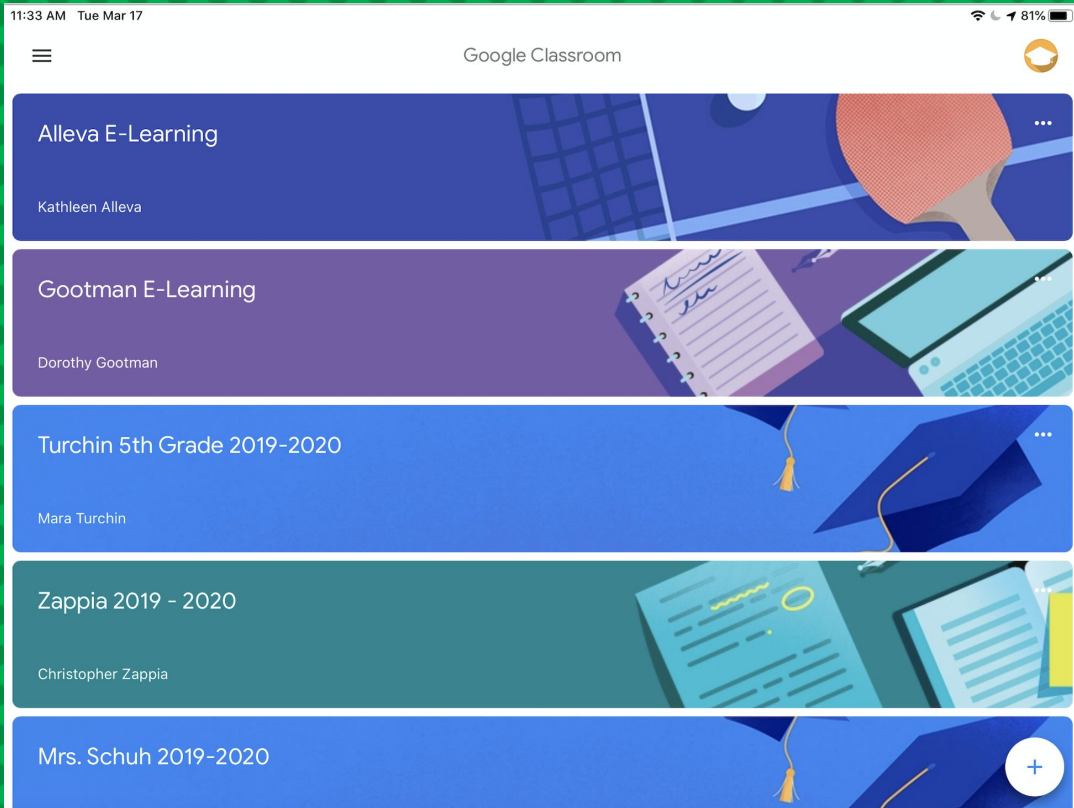 11:33 AM Tue Mar 17
81%
Google Classroom
Alleva E-Learning
Kathleen Alleva
Gootman E-Learning
Dorothy Gootman
Turchin 5th Grade 2019-2020
Mara Turchin
Zappia 2019 - 2020
Christopher Zappia
Mrs. Schuh 2019-2020